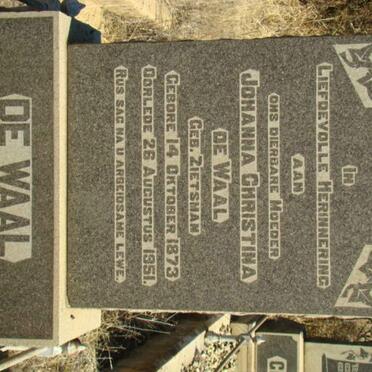 IN
LIEFDEVOLLE HERINNERING
AAN
ONS DIERBARE MOEDER
JOHANNA CHRISTINA
DE WAAL
GEB. ZIETSMAN
GEBORE 14 OKTOBER 1873
OORLEDE 26 AUGUSTUS 1951.
RUS SAG NA 'N ARBEIDSAME LEWE.
DE WAAL